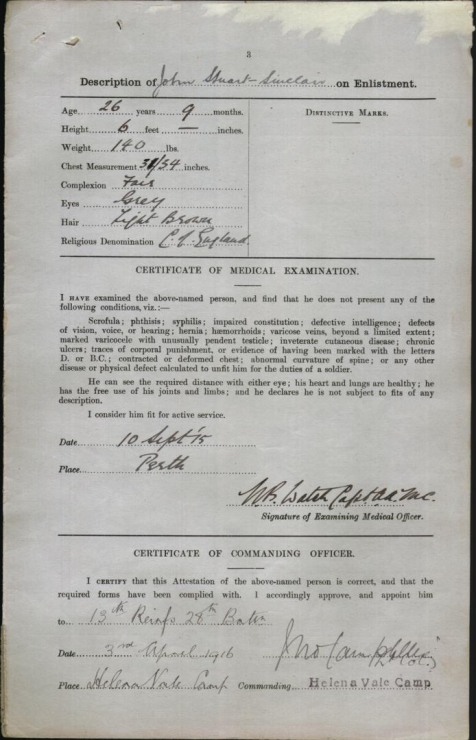 3
Description of John Stuart Sinclair on Enlistment.
Age 26 years 9 months.
Height 6 feet — inches.
Weight 140 lbs.
Chest Measurement 31/34 inches.
Complexion Fair
Eyes Grey
Hair Light Brown
Religious Denomination C. of England
DISTINCTIVE MARKS.
CERTIFICATE OF MEDICAL EXAMINATION.
I HAVE examined the above-named person, and find that he does not present any of the
following conditions, viz.:—
Scrofula; phthisis; syphilis; impaired constitution; defective intelligence; defects
of vision, voice, or hearing; hernia; hæmorrhoids; varicose veins, beyond a limited extent;
marked varicocele with unusually pendent testicle; inveterate cutaneous disease; chronic
ulcers; traces of corporal punishment, or evidence of having been marked with the letters
D. or B.C.; contracted or deformed chest; abnormal curvature of spine; or any other
disease or physical defect calculated to unfit him for the duties of a soldier.
He can see the required distance with either eye; his heart and lungs are healthy; he
has the free use of his joints and limbs; and he declares he is not subject to fits of any
description.
I consider him fit for active service.
Date 10 Sept '15
Place Perth
Walsh Capt AAMC.
Signature of Examining Medical Officer.
CERTIFICATE OF COMMANDING OFFICER.
I CERTIFY that this Attestation of the above-named person is correct, and that the
required forms have been complied with. I accordingly approve, and appoint him
to 13th Reinfs 28th Batn
Date 3rd April 1916
Place Helena Vale Camp Commanding Helena Vale Camp